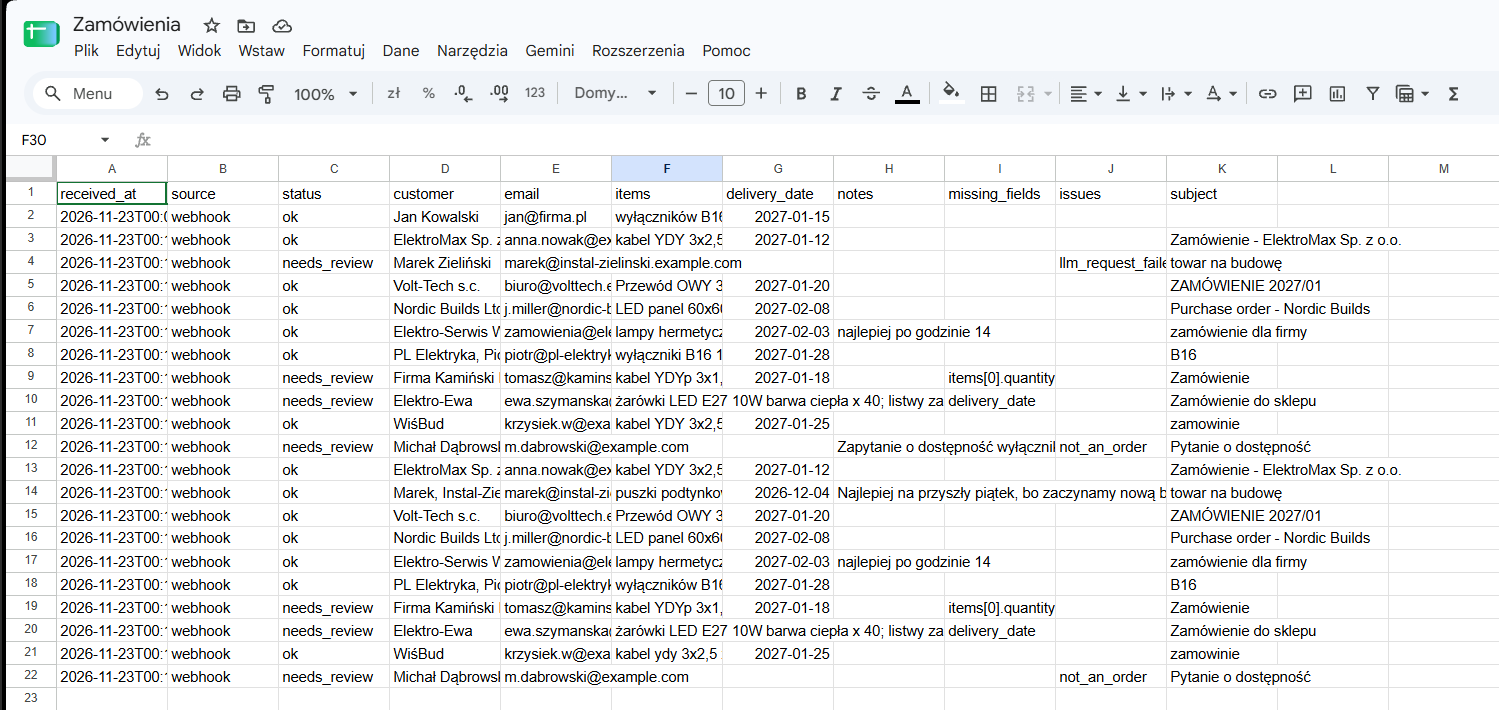 Zamówienia
Plik Edytuj Widok Wstaw Formatuj Dane Narzędzia Gemini Rozszerzenia Pomoc
Menu 100% zł % .0 .00 123 Domy... 10 B I A
F30 fx
A B C D E F G H I J K L M
1 received_at source status customer email items delivery_date notes missing_fields issues subject
2 2026-11-23T00: webhook ok Jan Kowalski jan@firma.pl wyłączników B16 2027-01-15
3 2026-11-23T00: webhook ok ElektroMax Sp. z anna.nowak@ex kabel YDY 3x2,5 2027-01-12 Zamówienie - ElektroMax Sp. z o.o.
4 2026-11-23T00: webhook needs_review Marek Zieliński marek@instal-zielinski.example.com llm_request_faile towar na budowę
5 2026-11-23T00: webhook ok Volt-Tech s.c. biuro@volttech.e Przewód OWY 3 2027-01-20 ZAMÓWIENIE 2027/01
6 2026-11-23T00: webhook ok Nordic Builds Ltd j.miller@nordic-b LED panel 60x60 2027-02-08 Purchase order - Nordic Builds
7 2026-11-23T00: webhook ok Elektro-Serwis W zamowienia@ele lampy hermetycz 2027-02-03 najlepiej po godzinie 14 zamówienie dla firmy
8 2026-11-23T00: webhook ok PL Elektryka, Pio piotr@pl-elektryk wyłączniki B16 1 2027-01-28 B16
9 2026-11-23T00: webhook needs_review Firma Kamiński tomasz@kamins kabel YDYp 3x1, 2027-01-18 items[0].quantity Zamówienie
10 2026-11-23T00: webhook needs_review Elektro-Ewa ewa.szymanska żarówki LED E27 10W barwa ciepła x 40; listwy za delivery_date Zamówienie do sklepu
11 2026-11-23T00: webhook ok WiśBud krzysiek.w@exa kabel YDY 3x2,5 2027-01-25 zamowinie
12 2026-11-23T00: webhook needs_review Michał Dąbrows m.dabrowski@example.com Zapytanie o dostępność wyłącznik not_an_order Pytanie o dostępność
13 2026-11-23T00: webhook ok ElektroMax Sp. z anna.nowak@ex kabel YDY 3x2,5 2027-01-12 Zamówienie - ElektroMax Sp. z o.o.
14 2026-11-23T00: webhook ok Marek, Instal-Zie marek@instal-zi puszki podtynkow 2026-12-04 Najlepiej na przyszły piątek, bo zaczynamy nową b towar na budowę
15 2026-11-23T00: webhook ok Volt-Tech s.c. biuro@volttech.e Przewód OWY 3 2027-01-20 ZAMÓWIENIE 2027/01
16 2026-11-23T00: webhook ok Nordic Builds Ltd j.miller@nordic-b LED panel 60x60 2027-02-08 Purchase order - Nordic Builds
17 2026-11-23T00: webhook ok Elektro-Serwis W zamowienia@ele lampy hermetycz 2027-02-03 najlepiej po godzinie 14 zamówienie dla firmy
18 2026-11-23T00: webhook ok PL Elektryka, Pio piotr@pl-elektryk wyłączników B16 2027-01-28 B16
19 2026-11-23T00: webhook needs_review Firma Kamiński tomasz@kamins kabel YDYp 3x1, 2027-01-18 items[0].quantity Zamówienie
20 2026-11-23T00: webhook needs_review Elektro-Ewa ewa.szymanska żarówki LED E27 10W barwa ciepła x 40; listwy za delivery_date Zamówienie do sklepu
21 2026-11-23T00: webhook ok WiśBud krzysiek.w@exa kabel ydy 3x2,5 2027-01-25 zamowinie
22 2026-11-23T00: webhook needs_review Michał Dąbrows m.dabrowski@example.com not_an_order Pytanie o dostępność
23